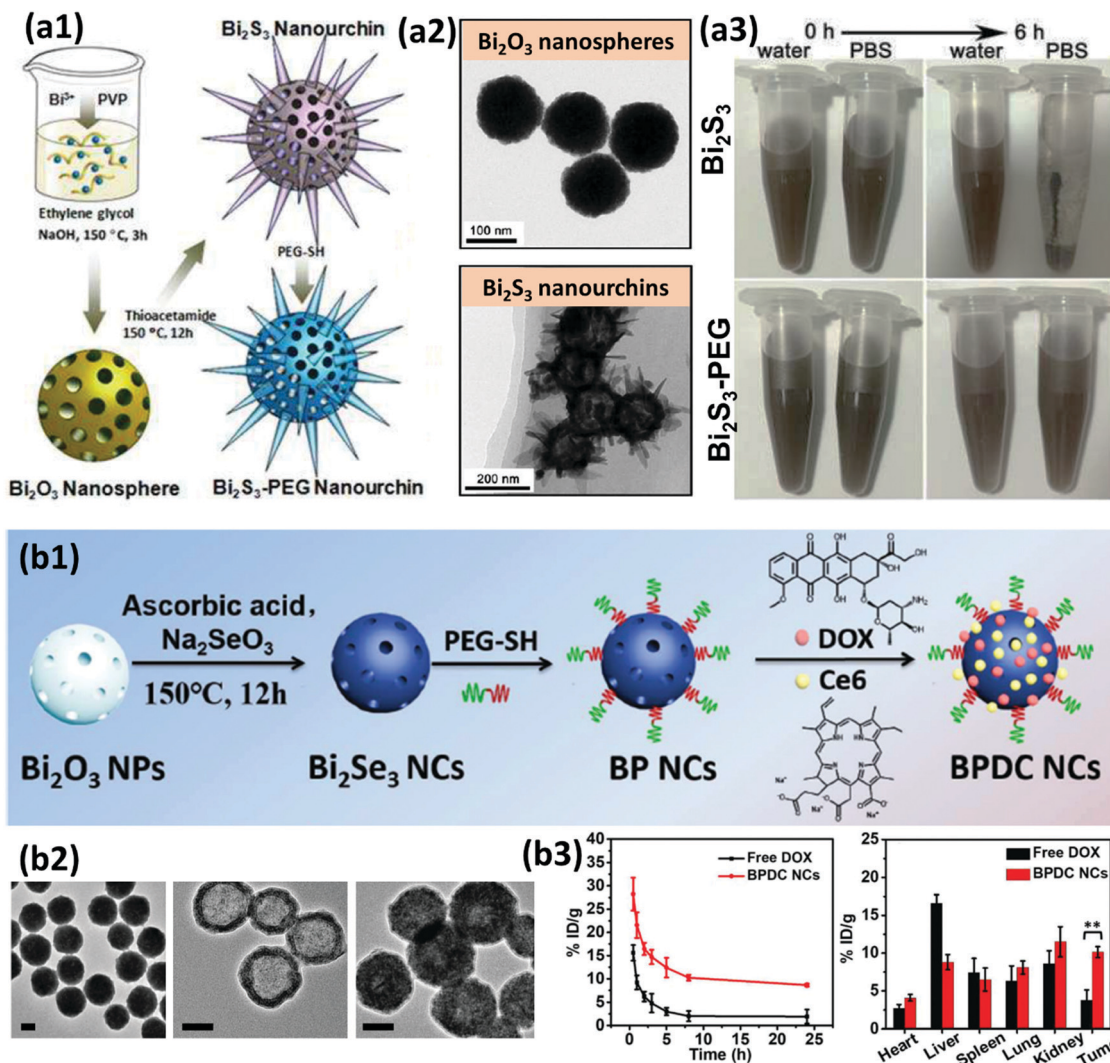 (a1)
Bi₂S₃ Nanourchin
Bi³⁺ PVP
Ethylene glycol
NaOH, 150 °C, 3h
PEG-SH
Thioacetamide
150 °C, 12h
Bi₂O₃ Nanosphere
Bi₂S₃-PEG Nanourchin
(a2)
Bi₂O₃ nanospheres
100 nm
Bi₂S₃ nanourchins
200 nm
(a3)
0 h 6 h
water PBS water PBS
Bi₂S₃
Bi₂S₃-PEG
(b1)
Ascorbic acid,
Na₂SeO₃
150°C, 12h
PEG-SH
DOX
Ce6
Bi₂O₃ NPs
Bi₂Se₃ NCs
BP NCs
BPDC NCs
(b2)
(b3)
% ID/g
40
35
30
25
20
15
10
5
0
Free DOX
BPDC NCs
0 5 10 15 20 25
Time (h)
% ID/g
25
20
15
10
5
0
Free DOX
BPDC NCs
**
Heart Liver Spleen Lung Kidney Tum